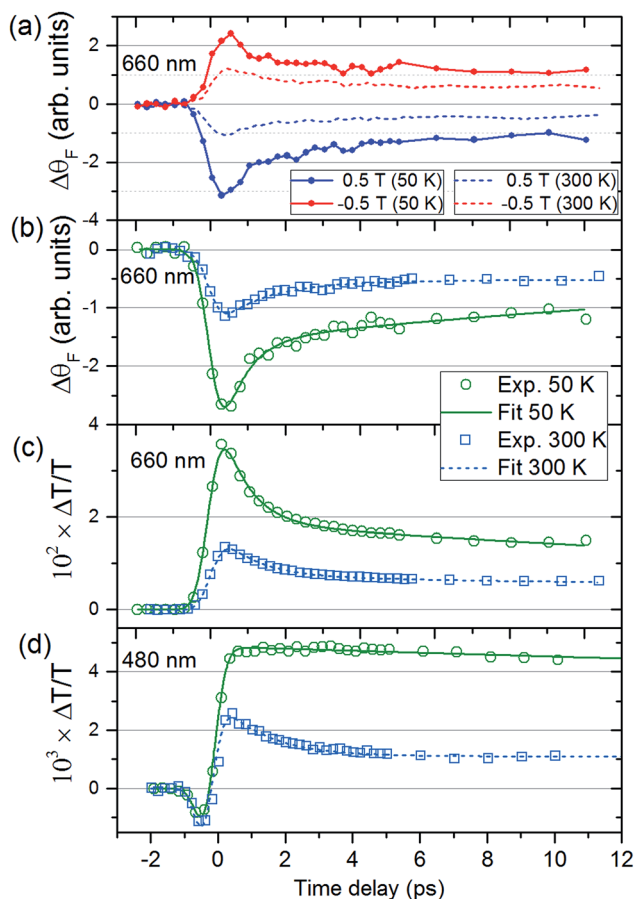 (a)
660 nm
ΔθF (arb. units)
2
0
-2
-4
0.5 T (50 K)
-0.5 T (50 K)
0.5 T (300 K)
-0.5 T (300 K)
(b)
660 nm
ΔθF (arb. units)
0
-1
-2
4
Exp. 50 K
Fit 50 K
Exp. 300 K
Fit 300 K
(c)
660 nm
10² × ΔT/T
2
0
(d)
480 nm
10³ × ΔT/T
4
2
0
-2 0 2 4 6 8 10 12
Time delay (ps)